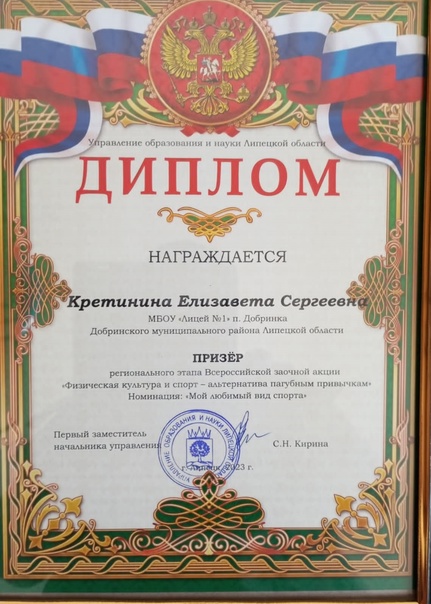 Управление образования и науки Липецкой области
ДИПЛОМ
НАГРАЖДАЕТСЯ
Кретинина Елизавета Сергеевна
МБОУ «Лицей №1» п. Добринка
Добринского муниципального района Липецкой области
ПРИЗЁР
регионального этапа Всероссийской заочной акции
«Физическая культура и спорт – альтернатива пагубным привычкам»
Номинация: «Мой любимый вид спорта»
Первый заместитель
начальника управления
С.Н. Кирина
г. Липецк, 2023 г.